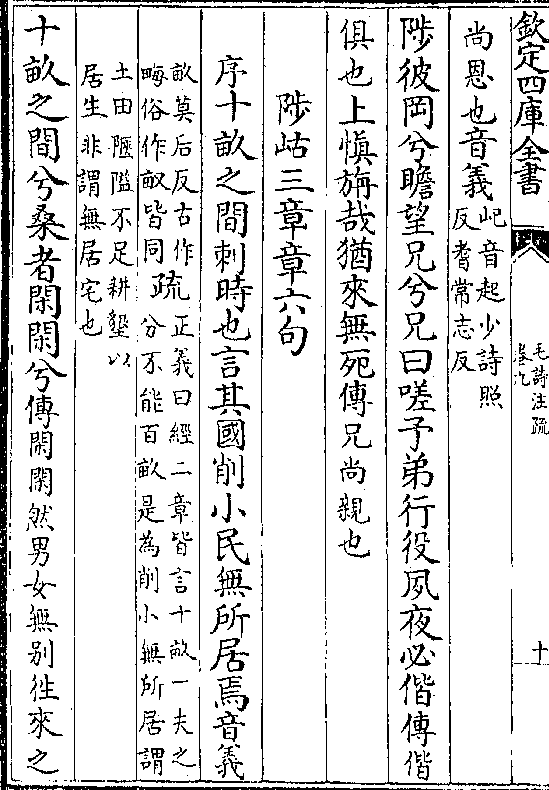 欽定四庫全書
毛詩注疏
卷九
十
尚恩也音義屺音起少詩照
反耆常志反
陟彼岡兮瞻望兄兮兄曰嗟予弟行役夙夜必偕傳偕
俱也上慎旃哉猶來無死傳兄尚親也
陟岵三章章六句
序十畝之間刺時也言其國削小民無所居焉音義
畝莫后反古作
畮俗作畝皆同疏正義曰經二章皆言十畝一夫之
分不能百畝是為削小無所居謂
土田陿隘不足耕墾以
居生非謂無居宅也
十畝之間兮桑者閑閑兮傳閑閑然男女無別往來之